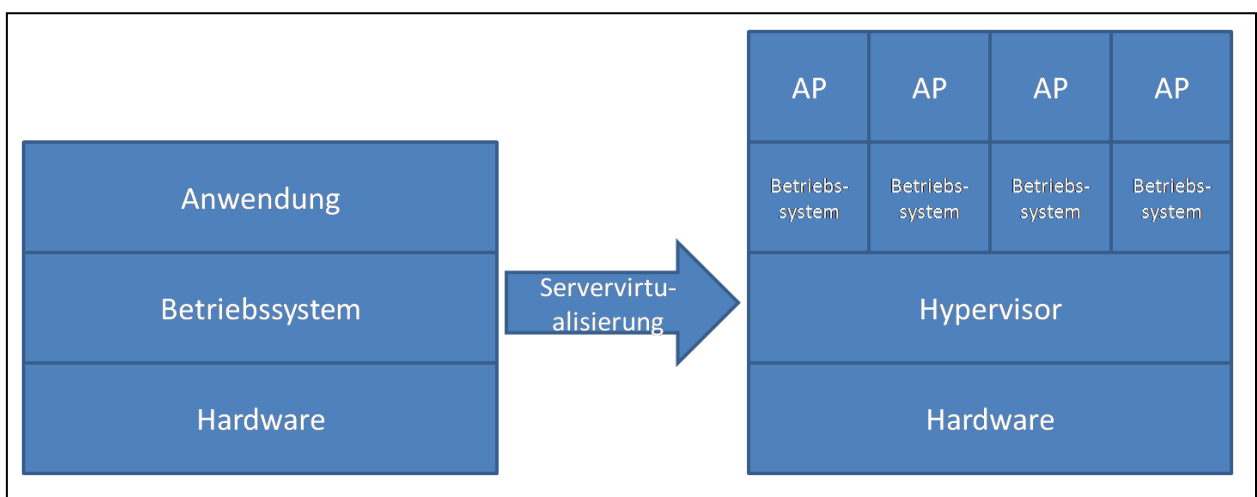 Anwendung
Betriebssystem
Hardware
Servervirtu-
alisierung
AP AP AP AP
Betriebs- Betriebs- Betriebs- Betriebs-
system system system system
Hypervisor
Hardware